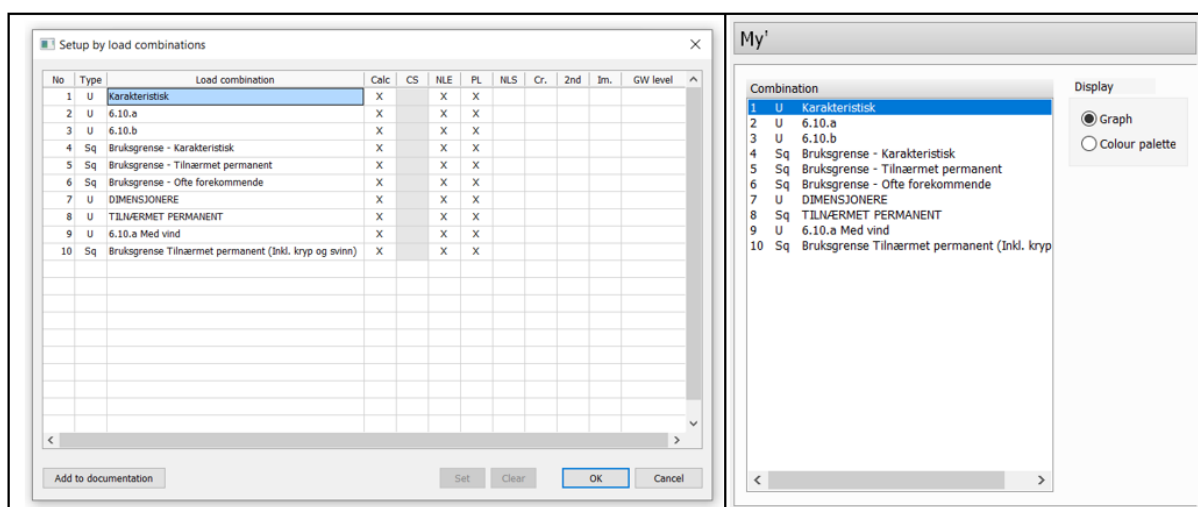 Setup by load combinations
No Type Load combination Calc CS NLE PL NLS Cr. 2nd Im. GW level
1 U Karakteristisk X X X
2 U 6.10.a X X X
3 U 6.10.b X X X
4 Sq Bruksgrense - Karakteristisk X X X
5 Sq Bruksgrense - Tilnærmet permanent X X X
6 Sq Bruksgrense - Ofte forekommende X X X
7 U DIMENSJONERE X X X
8 U TILNÆRMET PERMANENT X X X
9 U 6.10.a Med vind X X X
10 Sq Bruksgrense Tilnærmet permanent (Inkl. kryp og svinn) X X X
Add to documentation Set Clear OK Cancel
My'
Combination
1 U Karakteristisk
2 U 6.10.a
3 U 6.10.b
4 Sq Bruksgrense - Karakteristisk
5 Sq Bruksgrense - Tilnærmet permanent
6 Sq Bruksgrense - Ofte forekommende
7 U DIMENSJONERE
8 Sq TILNÆRMET PERMANENT
9 U 6.10.a Med vind
10 Sq Bruksgrense Tilnærmet permanent (Inkl. kryp
Display
Graph
Colour palette